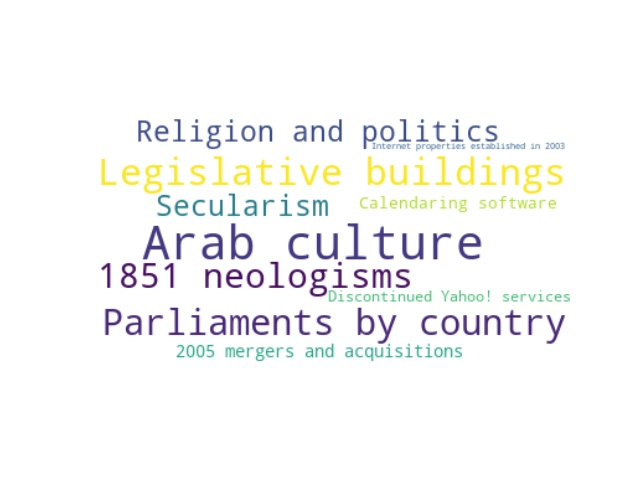 Religion and politics
Internet properties established in 2003
Legislative buildings
Secularism
Calendaring software
Arab culture
1851 neologisms
Discontinued Yahoo! services
Parliaments by country
2005 mergers and acquisitions